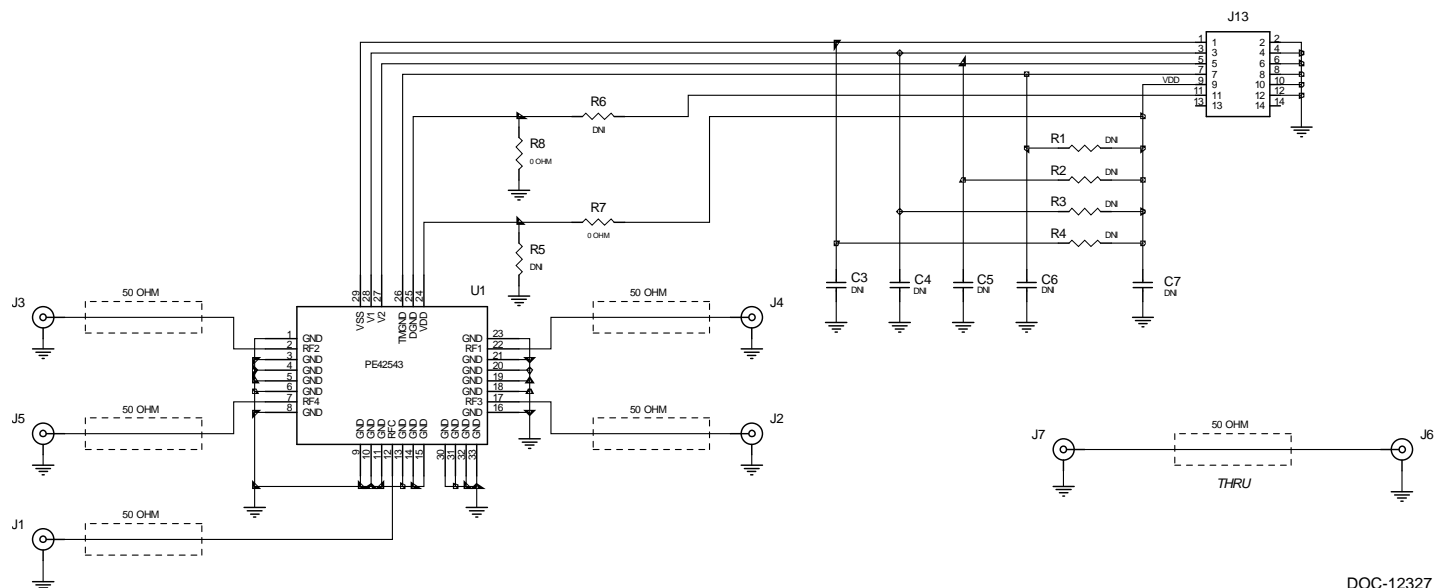 J13
1 1 2 2
3 3 4 4
5 5 6 6
7 7 8 8
VDD 9 9 10 10
11 11 12 12
13 13 14 14
R6
DNI
R8
0 OHM
R1 DNI
R2 DNI
R3 DNI
R4 DNI
R7
0 OHM
R5
DNI
C3
DNI
C4
DNI
C5
DNI
C6
DNI
C7
DNI
U1
29 28 27 26 25 24
VSS V1 V2 TMGND DGND VDD
PE42543
J3
50 OHM
50 OHM
J4
1 GND
2 RF2
3 GND
4 GND
5 GND
6 GND
7 RF4
8 GND
GND 23
RF1 22
GND 21
GND 20
GND 19
GND 18
RF3 17
GND 16
J5
50 OHM
50 OHM
J2
GND GND GND RFC GND GND GND GND GND GND GND
9 10 11 12 13 14 15 30 31 32 33
J1
50 OHM
J7
50 OHM
J6
THRU
DOC-12327